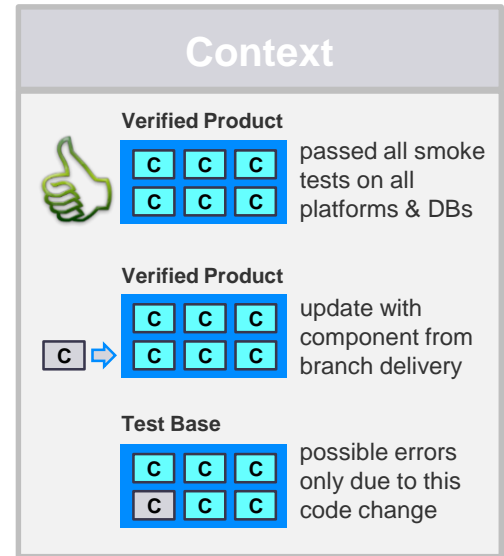 Context
Verified Product
C C C
C C C
passed all smoke
tests on all
platforms & DBs
Verified Product
C
C C C
C C C
update with
component from
branch delivery
Test Base
C C C
C C C
possible errors
only due to this
code change